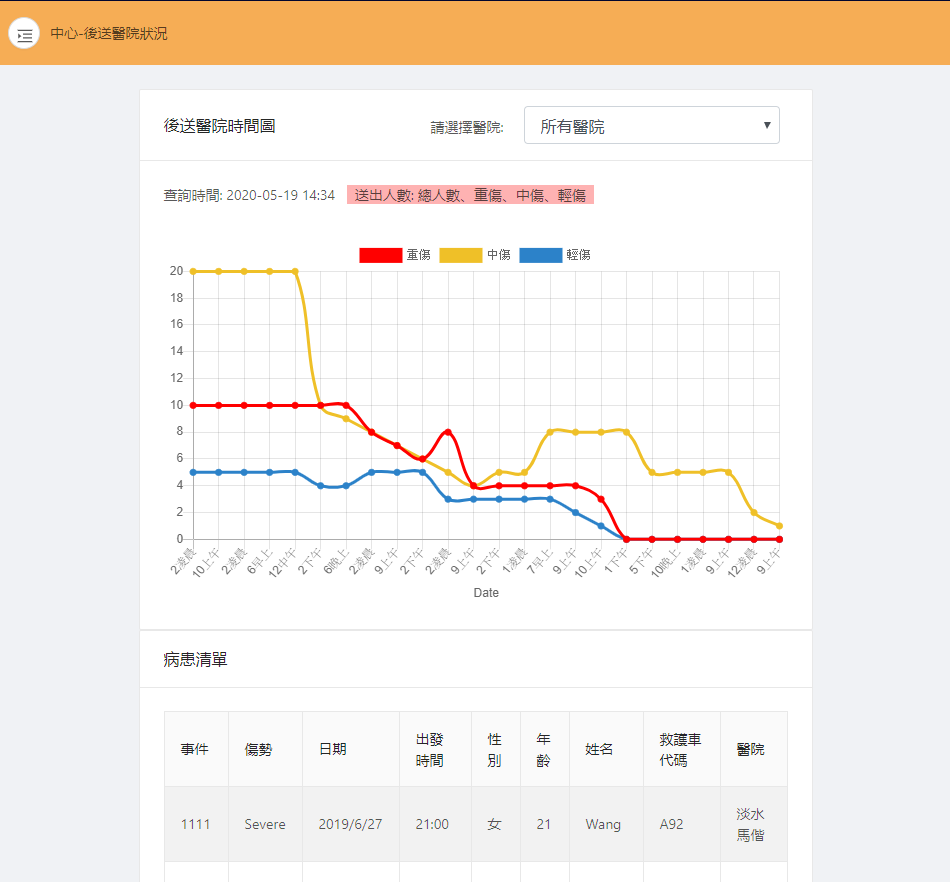 中心-後送醫院狀況
後送醫院時間圖
請選擇醫院:
所有醫院
查詢時間: 2020-05-19 14:34
送出人數: 總人數、重傷、中傷、輕傷
重傷 中傷 輕傷
20
18
16
14
12
10
8
6
4
2
0
2凌晨
10上午
2凌晨
6早上
12中午
2下午
6晚上
2凌晨
9上午
2下午
2凌晨
9上午
2下午
1凌晨
7早上
9上午
10上午
1下午
5下午
10晚上
1凌晨
9上午
12凌晨
9上午
Date
病患清單
事件 傷勢 日期 出發時間 性別 年齡 姓名 救護車代碼 醫院
1111 Severe 2019/6/27 21:00 女 21 Wang A92 淡水馬偕